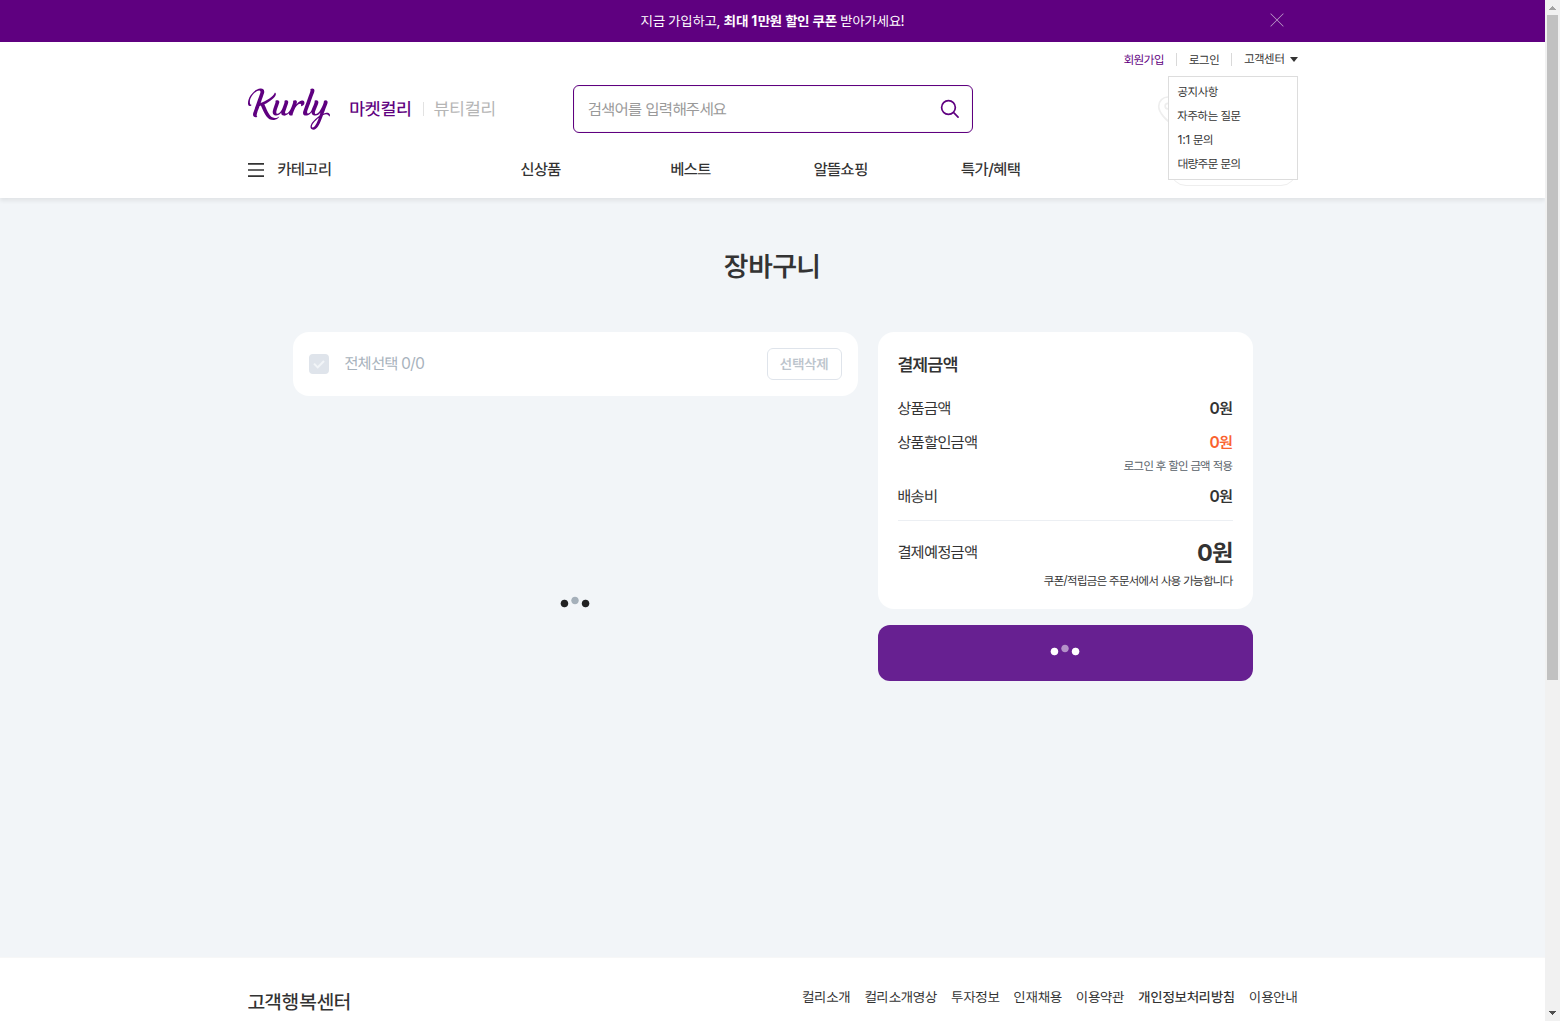 지금 가입하고, 최대 1만원 할인 쿠폰 받아가세요!
회원가입 로그인 고객센터
공지사항
자주하는 질문
1:1 문의
대량주문 문의
Kurly 마켓컬리 뷰티컬리 검색어를 입력해주세요
카테고리 신상품 베스트 알뜰쇼핑 특가/혜택
장바구니
전체선택 0/0 선택삭제
결제금액
상품금액 0원
상품할인금액 0원
로그인 후 할인 금액 적용
배송비 0원
결제예정금액 0원
쿠폰/적립금은 주문서에서 사용 가능합니다
고객행복센터
컬리소개 컬리소개영상 투자정보 인재채용 이용약관 개인정보처리방침 이용안내